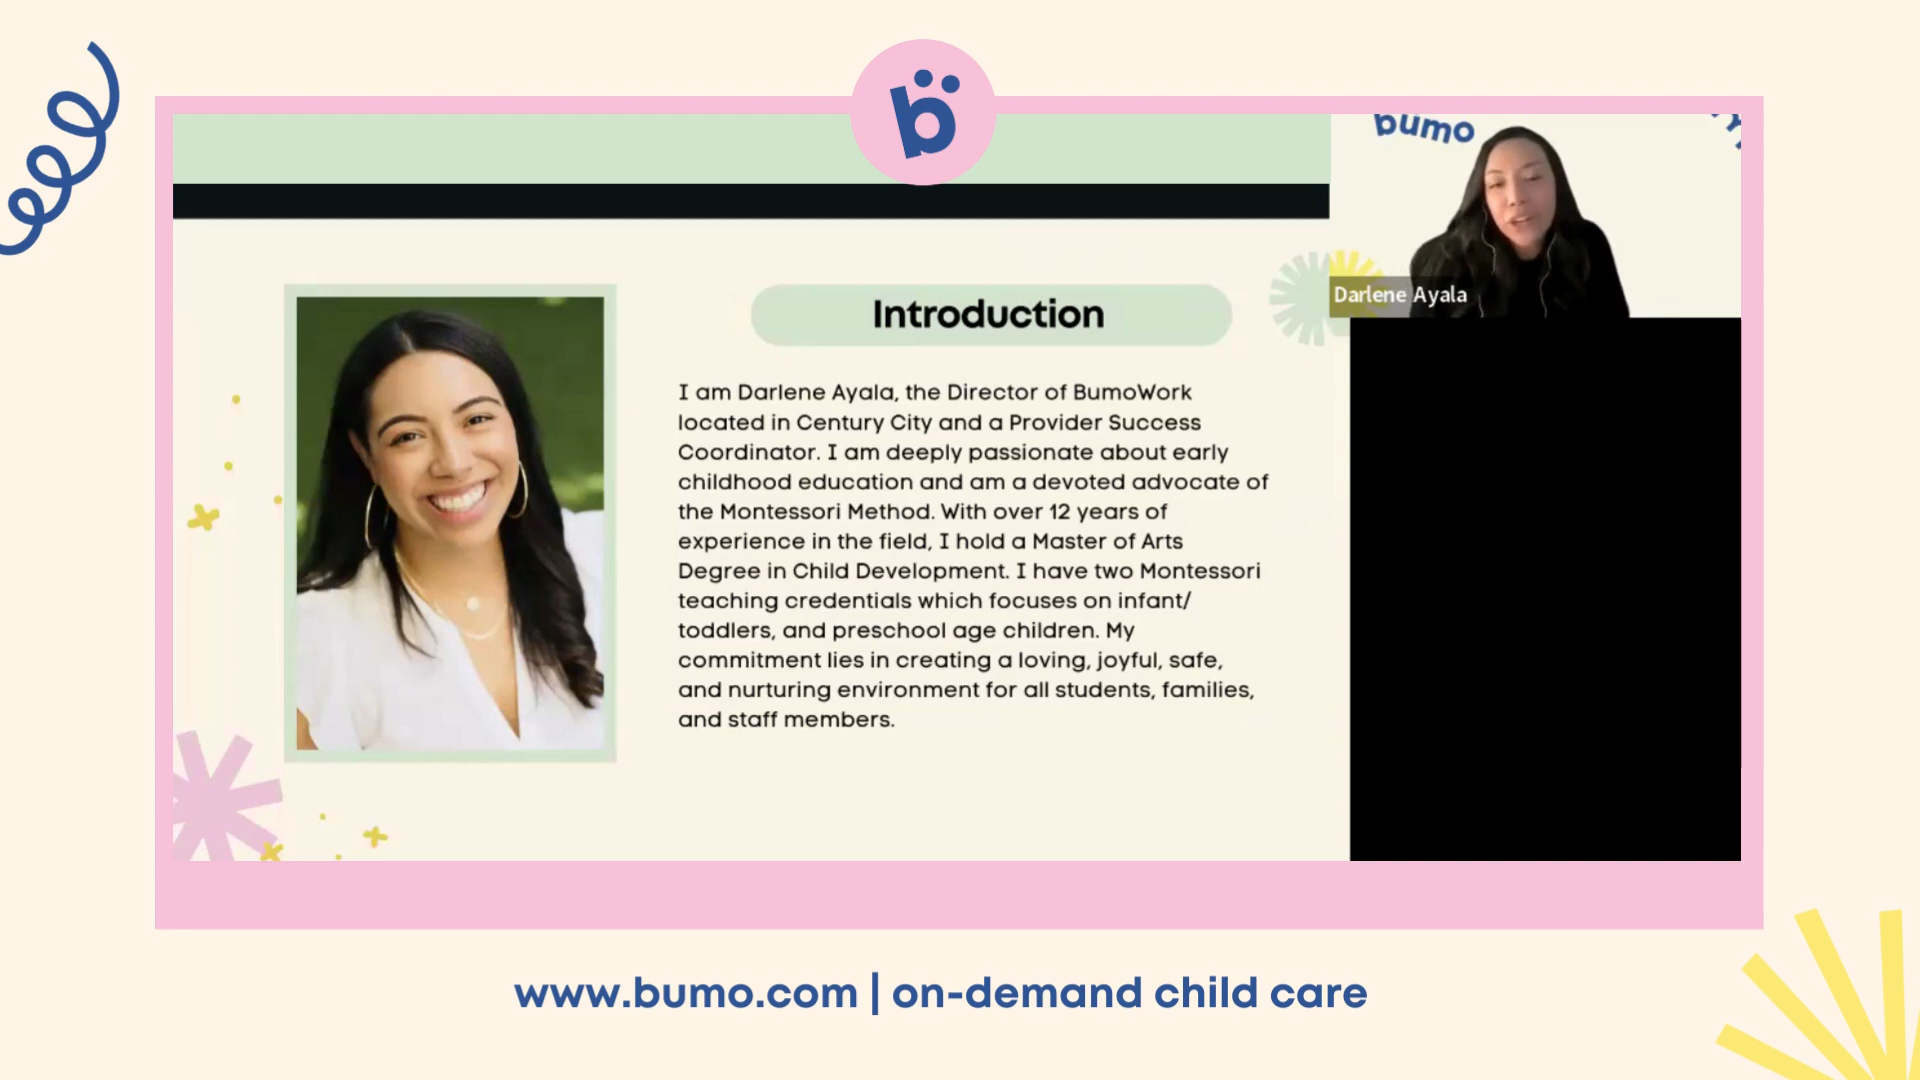 b
bumo
Darlene Ayala
Introduction
I am Darlene Ayala, the Director of BumoWork
located in Century City and a Provider Success
Coordinator. I am deeply passionate about early
childhood education and am a devoted advocate of
the Montessori Method. With over 12 years of
experience in the field, I hold a Master of Arts
Degree in Child Development. I have two Montessori
teaching credentials which focuses on infant/
toddlers, and preschool age children. My
commitment lies in creating a loving, joyful, safe,
and nurturing environment for all students, families,
and staff members.
www.bumo.com | on-demand child care